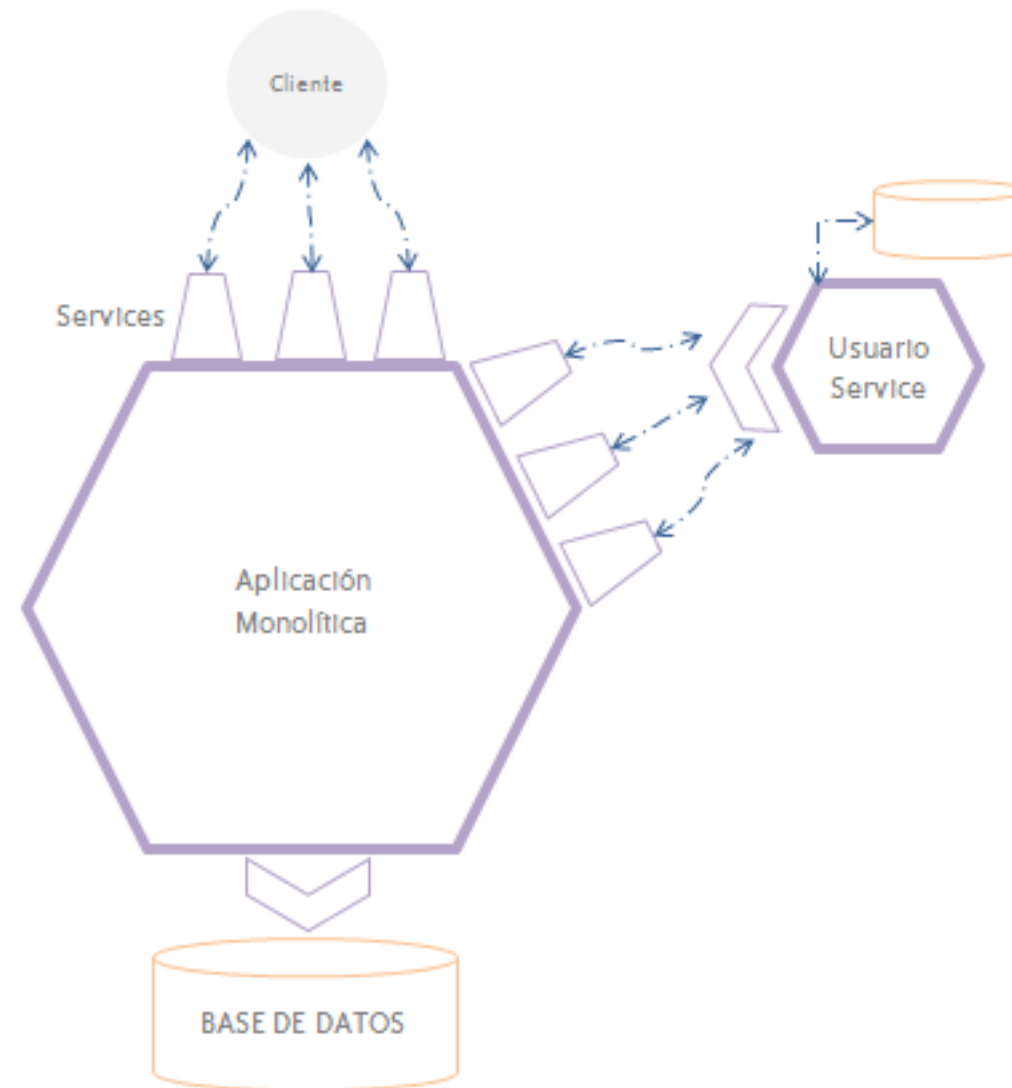 Cliente
Services
Usuario
Service
Aplicación
Monolítica
BASE DE DATOS